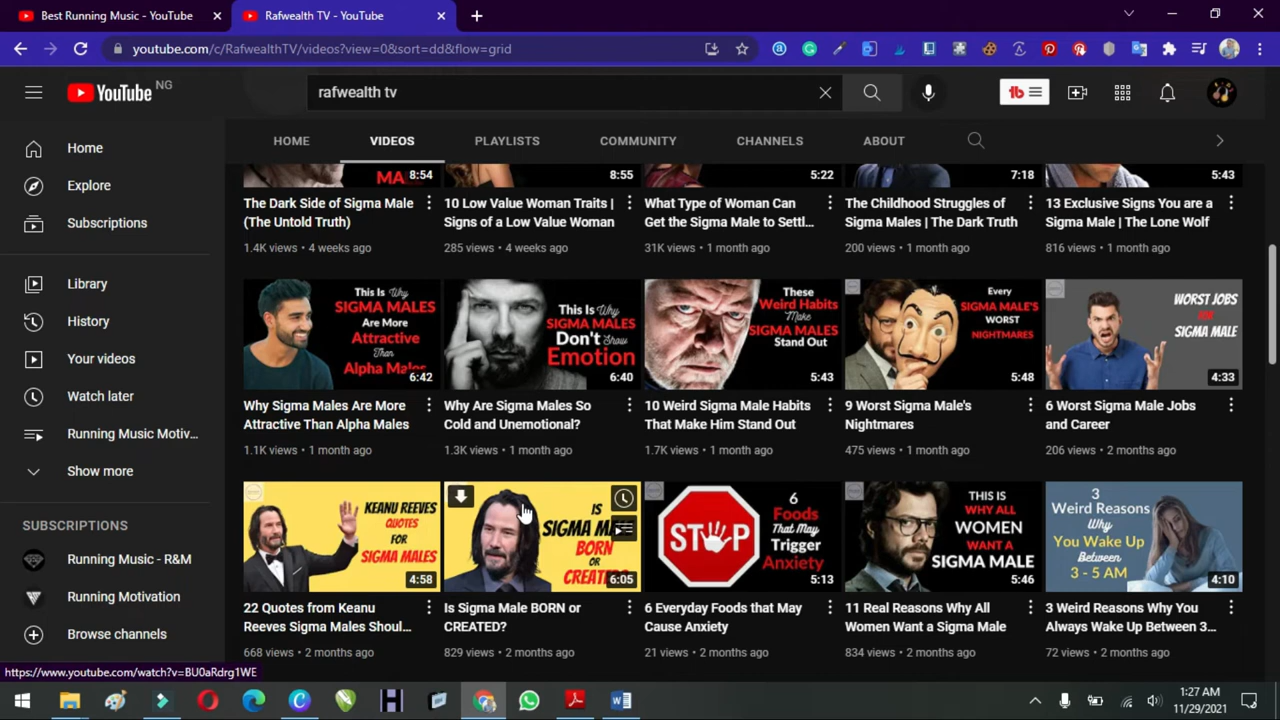 Best Running Music - YouTube
Rafwealth TV - YouTube
youtube.com/c/RafwealthTV/videos?view=0&sort=dd&flow=grid
YouTube NG
rafwealth tv
HOME VIDEOS PLAYLISTS COMMUNITY CHANNELS ABOUT
Home
Explore
Subscriptions
Library
History
Your videos
Watch later
Running Music Motiv...
Show more
SUBSCRIPTIONS
Running Music - R&M
Running Motivation
Browse channels
8:54
8:55
5:22
7:18
5:43
The Dark Side of Sigma Male
(The Untold Truth)
1.4K views • 4 weeks ago
10 Low Value Woman Traits |
Signs of a Low Value Woman
285 views • 4 weeks ago
What Type of Woman Can
Get the Sigma Male to Settl...
31K views • 1 month ago
The Childhood Struggles of
Sigma Males | The Dark Truth
200 views • 1 month ago
13 Exclusive Signs You are a
Sigma Male | The Lone Wolf
816 views • 1 month ago
This Is Why
SIGMA MALES
Are More
Attractive
Than
Alpha Males
6:42
Why Sigma Males Are More
Attractive Than Alpha Males
1.1K views • 1 month ago
This Is Why
SIGMA MALES
Don't Show
Emotion
6:40
Why Are Sigma Males So
Cold and Unemotional?
1.3K views • 1 month ago
These
Weird Habits
Make
SIGMA MALES
Stand Out
5:43
10 Weird Sigma Male Habits
That Make Him Stand Out
1.7K views • 1 month ago
Every
SIGMA MALE'S
WORST
NIGHTMARES
5:48
9 Worst Sigma Male's
Nightmares
475 views • 1 month ago
WORST JOBS
FOR
SIGMA MALE
4:33
6 Worst Sigma Male Jobs
and Career
206 views • 2 months ago
KEANU REEVES
QUOTES
FOR
SIGMA MALES
4:58
22 Quotes from Keanu
Reeves Sigma Males Shoul...
668 views • 2 months ago
IS
SIGMA MALE
BORN
OR
CREATED?
6:05
Is Sigma Male BORN or
CREATED?
829 views • 2 months ago
STOP
6
Foods
That May
Trigger
Anxiety
5:13
6 Everyday Foods that May
Cause Anxiety
21 views • 2 months ago
THIS IS
WHY ALL
WOMEN
WANT A
SIGMA MALE
5:46
11 Real Reasons Why All
Women Want a Sigma Male
834 views • 2 months ago
3
Weird Reasons
Why
You Wake Up
Between
3 - 5 AM
4:10
3 Weird Reasons Why You
Always Wake Up Between 3...
72 views • 2 months ago
https://www.youtube.com/watch?v=BU0aRdrg1WE
1:27 AM
11/29/2021